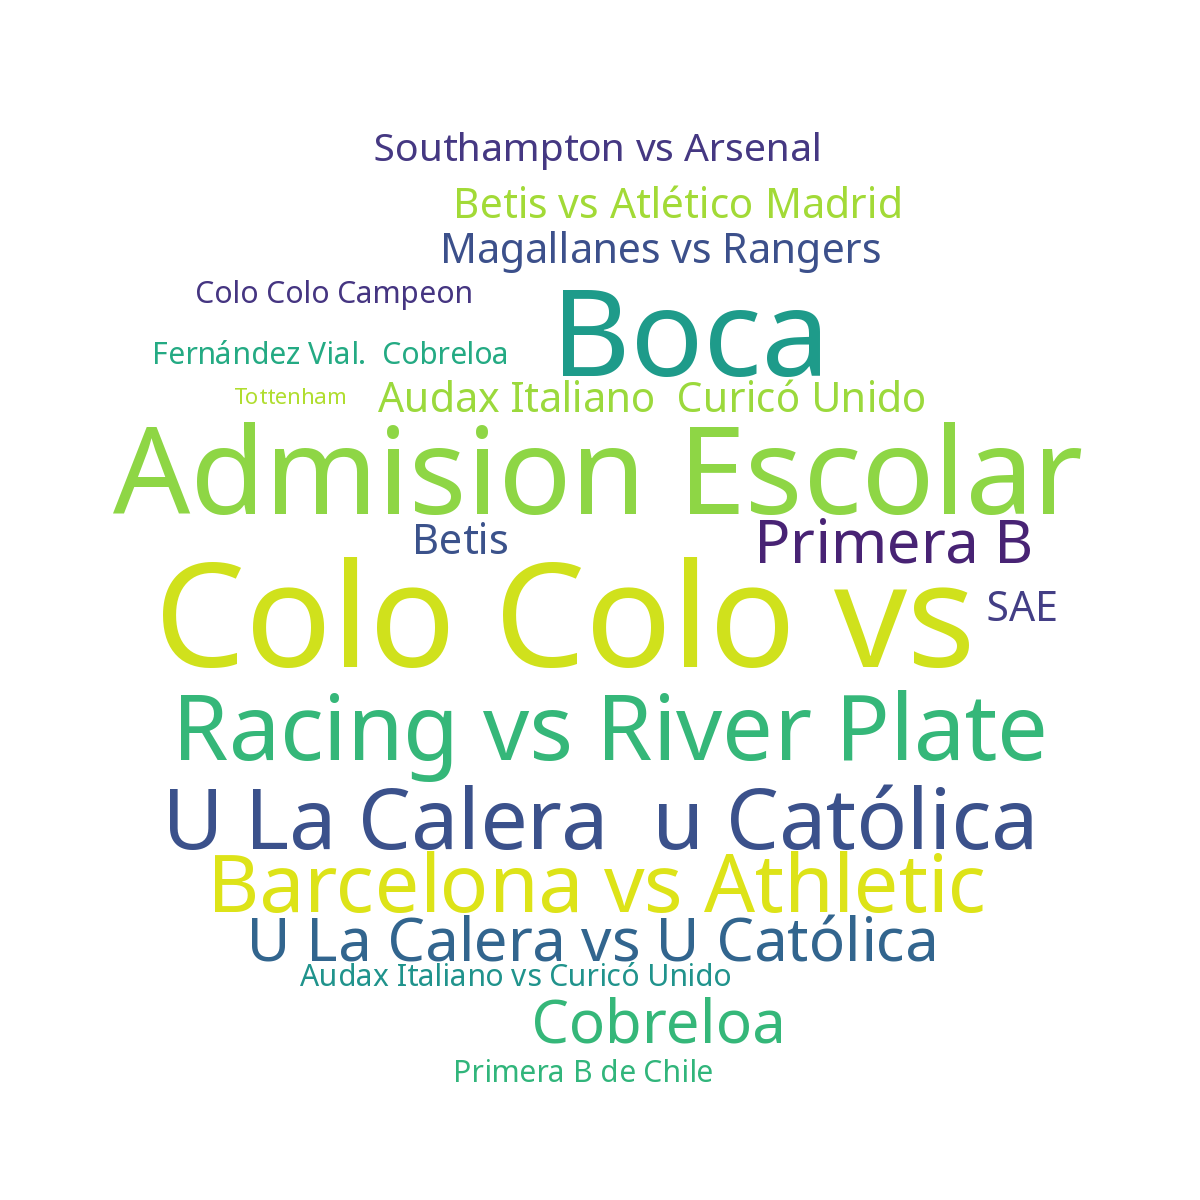 Southampton vs Arsenal
Betis vs Atlético Madrid
Magallanes vs Rangers
Colo Colo Campeon
Boca
Fernández Vial. Cobreloa
Tottenham
Audax Italiano Curicó Unido
Admision Escolar
Betis
Primera B
Colo Colo vs
SAE
Racing vs River Plate
U La Calera u Católica
Barcelona vs Athletic
U La Calera vs U Católica
Audax Italiano vs Curicó Unido
Cobreloa
Primera B de Chile